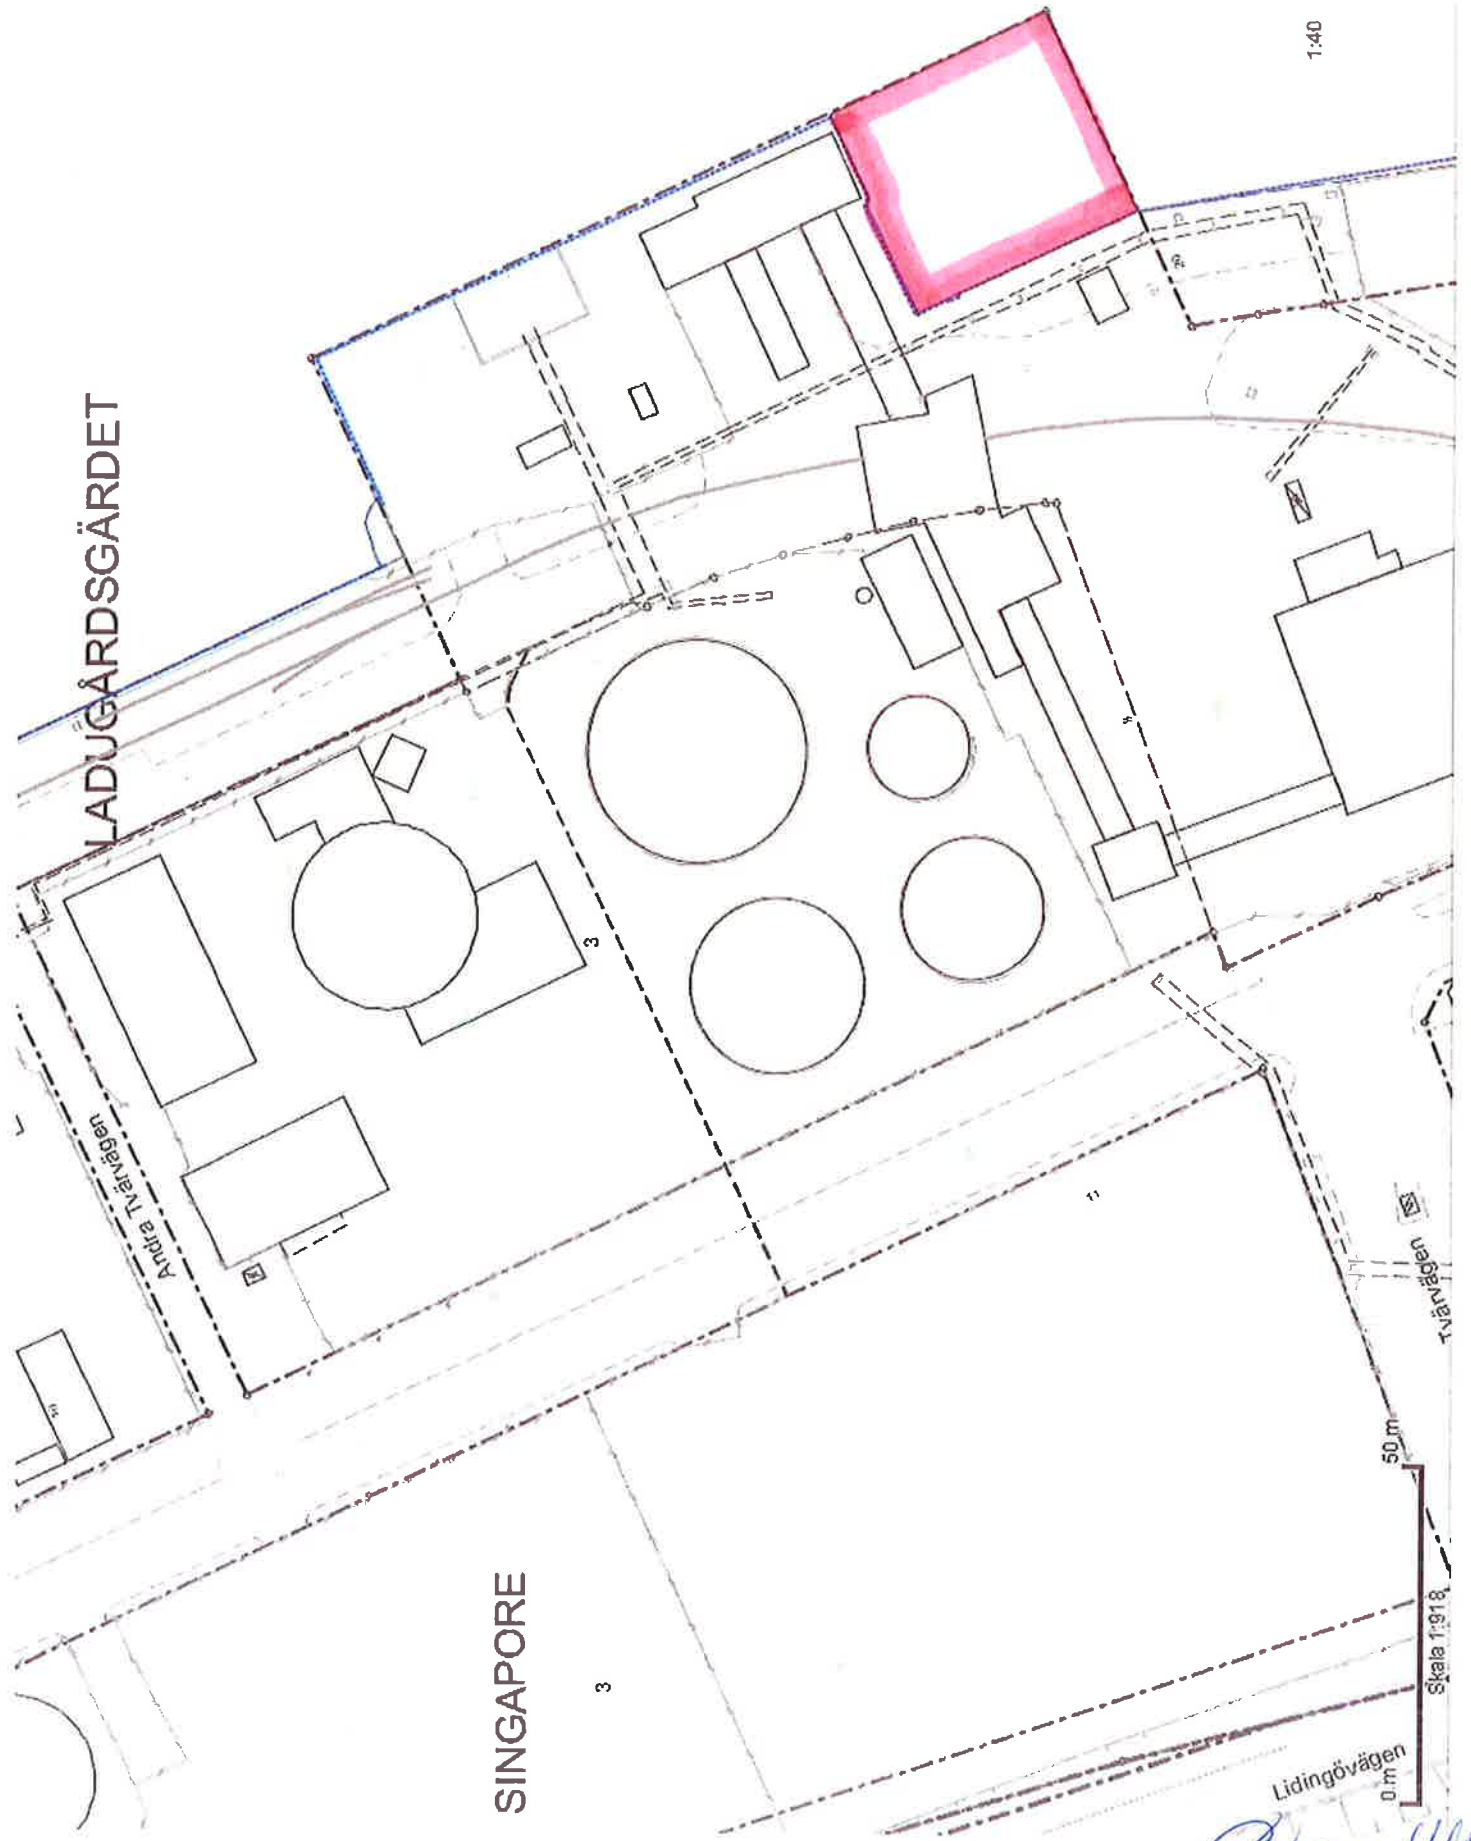 LADUGÅRDSGÄRDET
1:40
3
Andra Tvärvägen
11
SINGAPORE
3
Tvärvägen
Lidingövägen
0 m
50 m
Skala 1:918